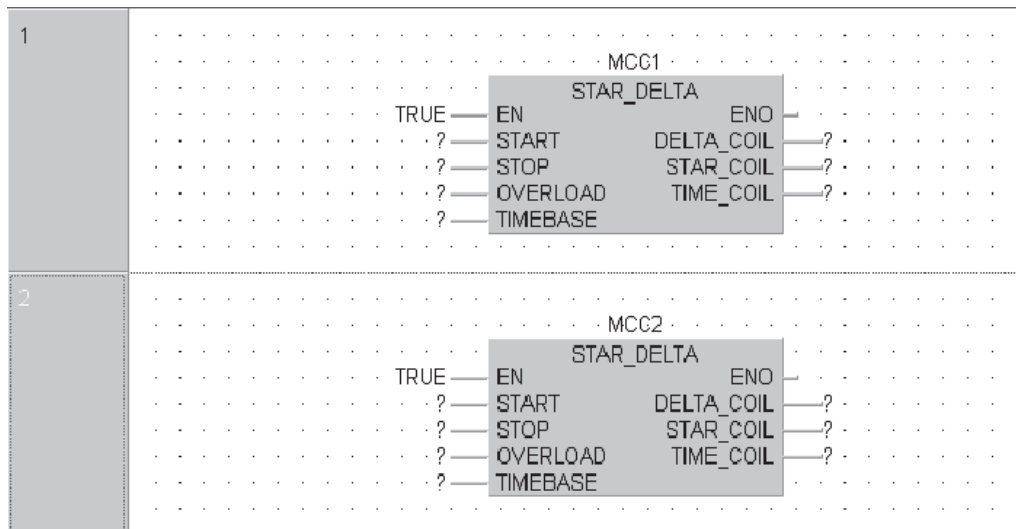 1
MCC1
STAR_DELTA
TRUE EN ENO
? START DELTA_COIL ?
? STOP STAR_COIL ?
? OVERLOAD TIME_COIL ?
? TIMEBASE
2
MCC2
STAR_DELTA
TRUE EN ENO
? START DELTA_COIL ?
? STOP STAR_COIL ?
? OVERLOAD TIME_COIL ?
? TIMEBASE